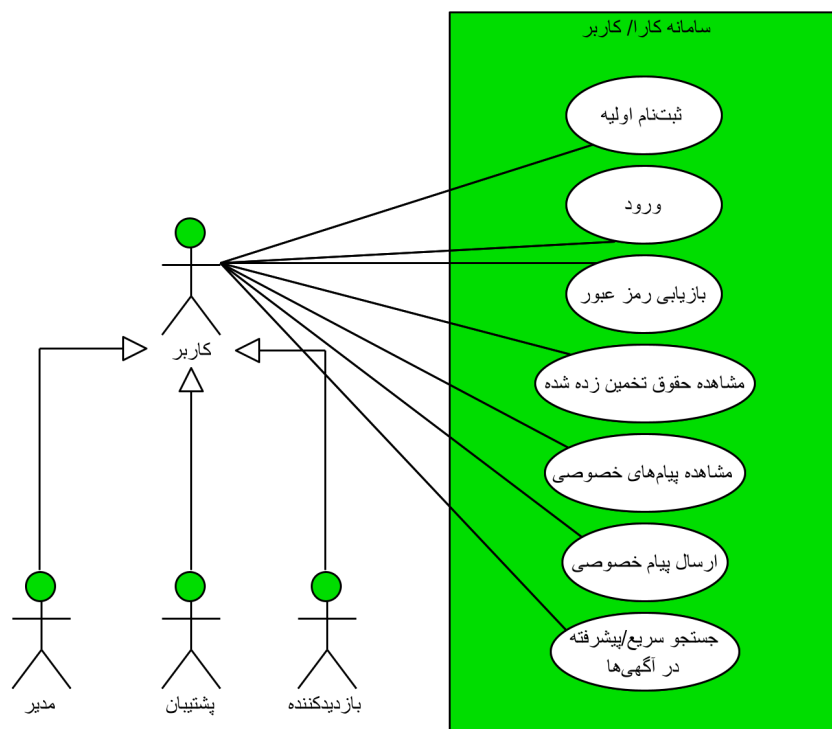 سامانه کارا/ کاربر
ثبت‌نام اولیه
ورود
بازیابی رمز عبور
مشاهده حقوق تخمین زده شده
مشاهده پیام‌های خصوصی
ارسال پیام خصوصی
جستجو سریع/پیشرفته
در آگهی‌ها
کاربر
بازدیدکننده
پشتیبان
مدیر